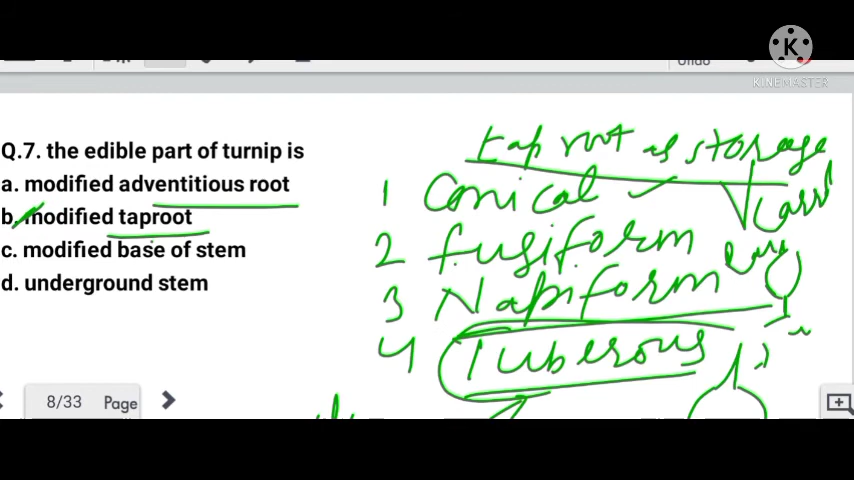 K
KINEMASTER
Undo
Q.7. the edible part of turnip is
a. modified adventitious root
b. modified taproot
c. modified base of stem
d. underground stem
tap root as storage
1 Conical
2 fusiform
3 Napiform
4 Tuberous
8/33 Page